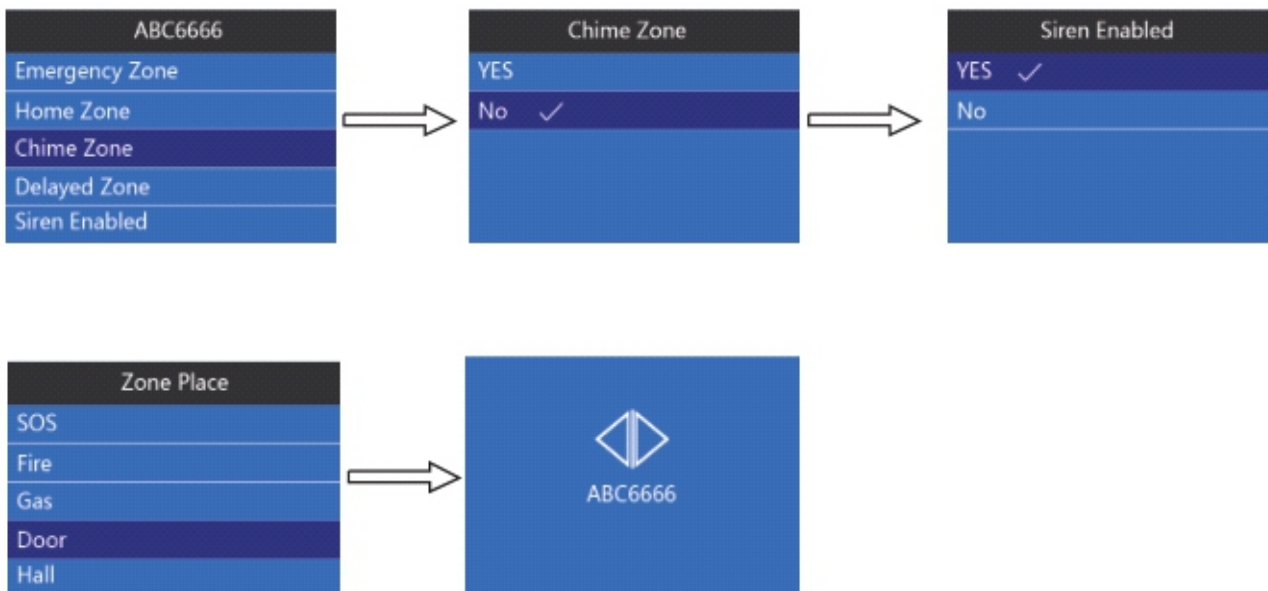 ABC6666
Emergency Zone
Home Zone
Chime Zone
Delayed Zone
Siren Enabled
Chime Zone
YES
No
Siren Enabled
YES
No
Zone Place
SOS
Fire
Gas
Door
Hall
ABC6666